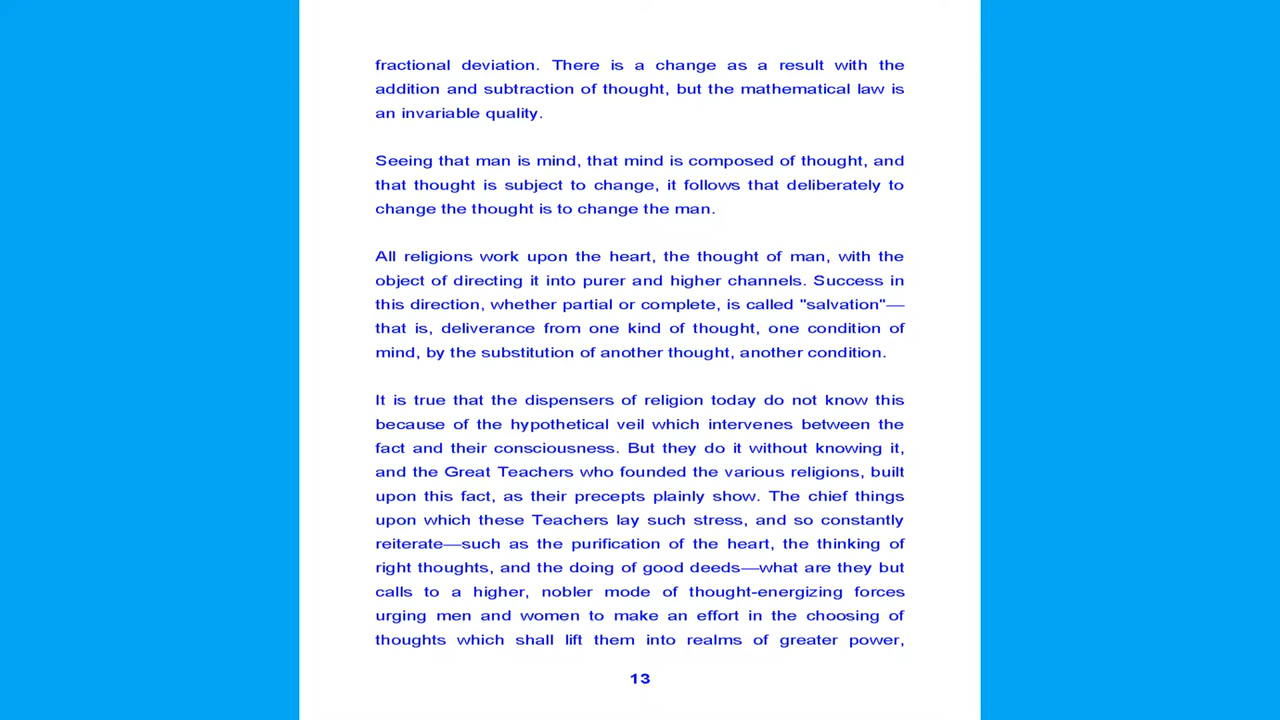 fractional deviation. There is a change as a result with the
addition and subtraction of thought, but the mathematical law is
an invariable quality.
Seeing that man is mind, that mind is composed of thought, and
that thought is subject to change, it follows that deliberately to
change the thought is to change the man.
All religions work upon the heart, the thought of man, with the
object of directing it into purer and higher channels. Success in
this direction, whether partial or complete, is called "salvation"—
that is, deliverance from one kind of thought, one condition of
mind, by the substitution of another thought, another condition.
It is true that the dispensers of religion today do not know this
because of the hypothetical veil which intervenes between the
fact and their consciousness. But they do it without knowing it,
and the Great Teachers who founded the various religions, built
upon this fact, as their precepts plainly show. The chief things
upon which these Teachers lay such stress, and so constantly
reiterate—such as the purification of the heart, the thinking of
right thoughts, and the doing of good deeds—what are they but
calls to a higher, nobler mode of thought-energizing forces
urging men and women to make an effort in the choosing of
thoughts which shall lift them into realms of greater power,
13